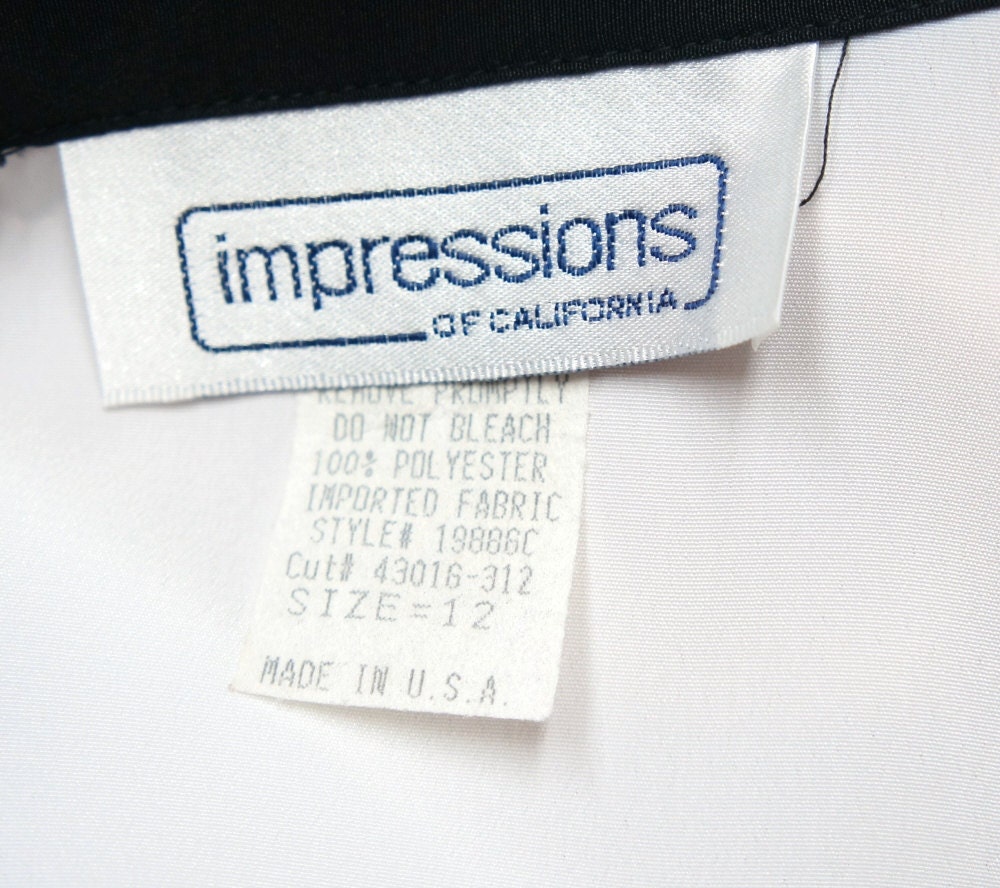 impressions
OF CALIFORNIA
REMOVE PROMPTLY
DO NOT BLEACH
100% POLYESTER
IMPORTED FABRIC
STYLE# 19886C
Cut# 43016-312
SIZE=12
MADE IN U.S.A.